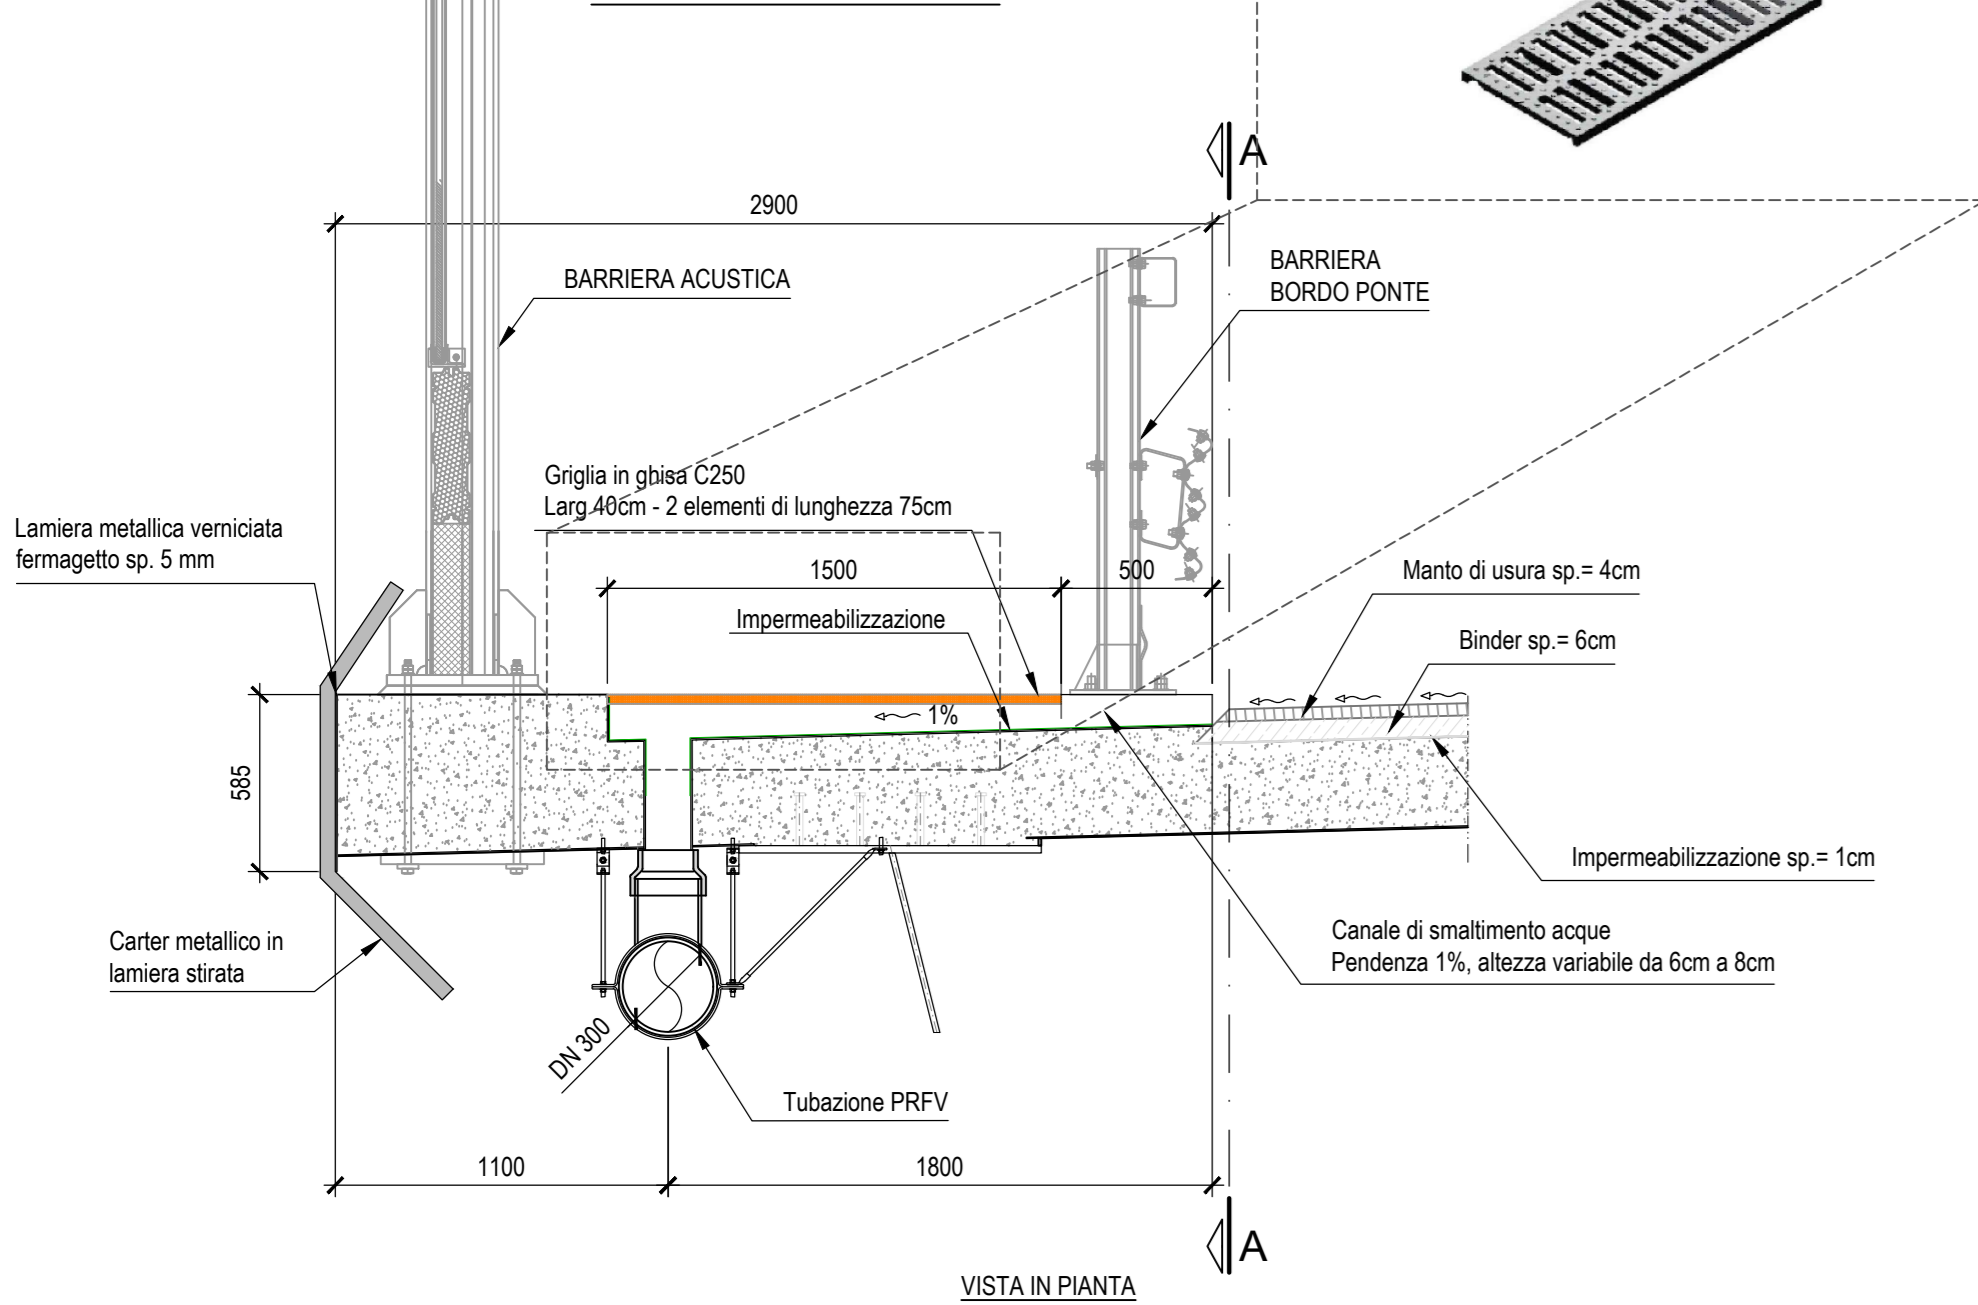 A
2900
BARRIERA ACUSTICA
BARRIERA
BORDO PONTE
Griglia in ghisa C250
Larg 40cm - 2 elementi di lunghezza 75cm
Lamiera metallica verniciata
fermagetto sp. 5 mm
1500
500
Manto di usura sp.= 4cm
Impermeabilizzazione
Binder sp.= 6cm
1%
585
Impermeabilizzazione sp.= 1cm
Carter metallico in
lamiera stirata
Canale di smaltimento acque
Pendenza 1%, altezza variabile da 6cm a 8cm
DN 300
Tubazione PRFV
1100
1800
A
VISTA IN PIANTA